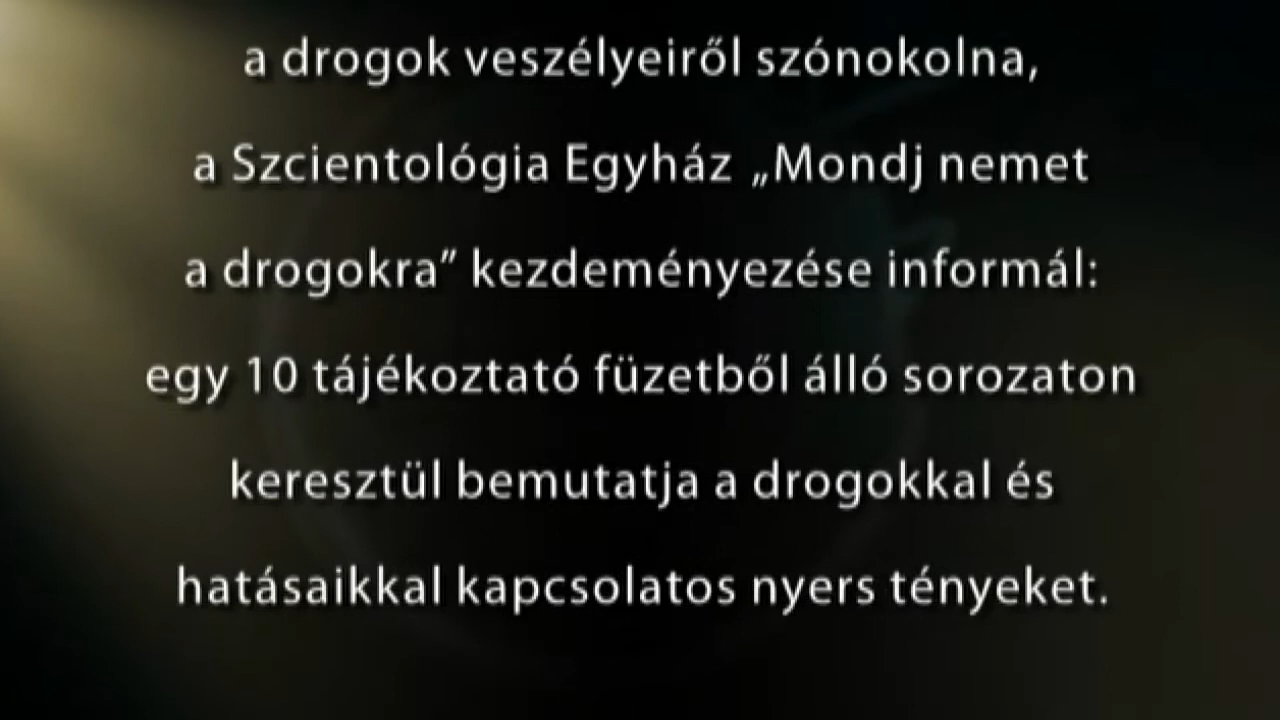 a drogok veszélyeiről szónokolna,
a Szcientológia Egyház „Mondj nemet
a drogokra” kezdeményezése informál:
egy 10 tájékoztató füzetből álló sorozaton
keresztül bemutatja a drogokkal és
hatásaikkal kapcsolatos nyers tényeket.